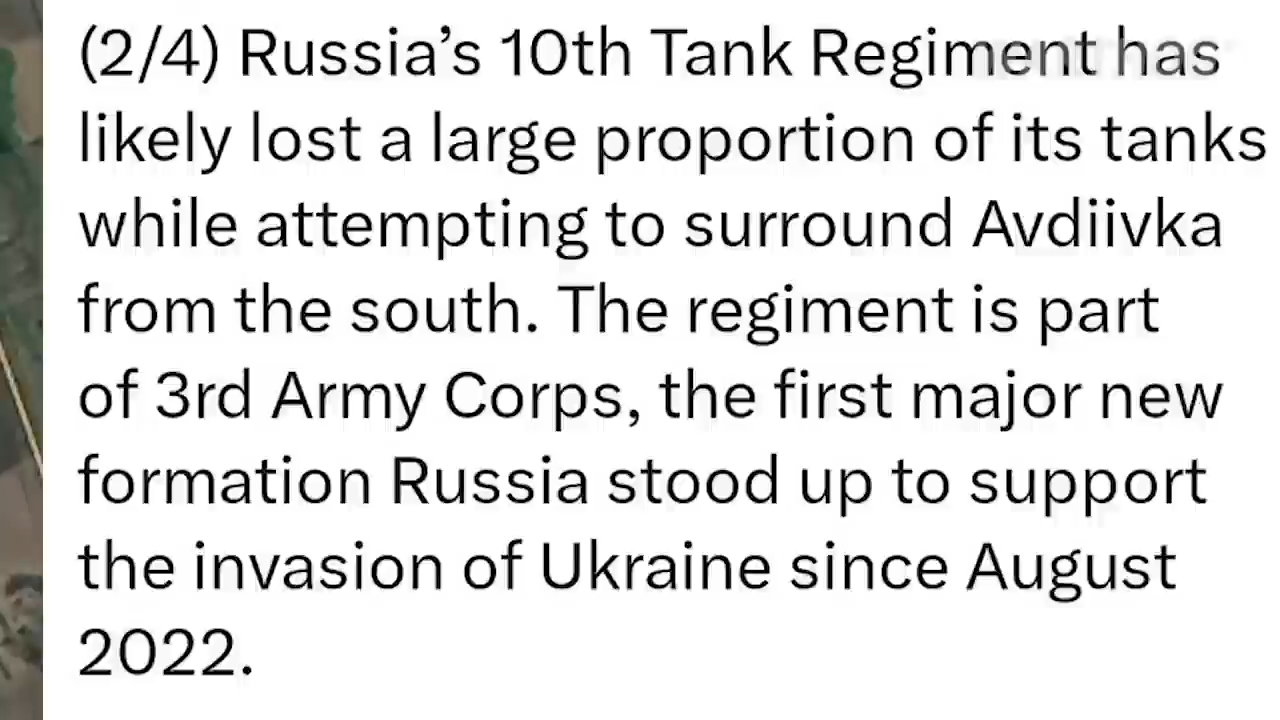 (2/4) Russia’s 10th Tank Regiment has
likely lost a large proportion of its tanks
while attempting to surround Avdiivka
from the south. The regiment is part
of 3rd Army Corps, the first major new
formation Russia stood up to support
the invasion of Ukraine since August
2022.